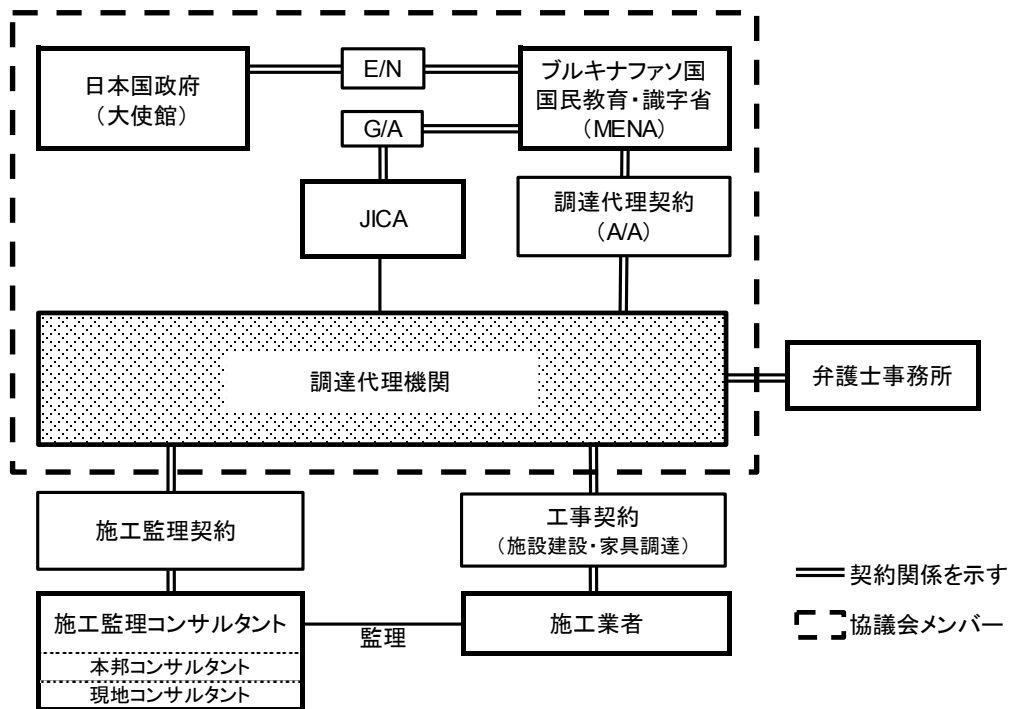 日本国政府
（大使館）
E/N
ブルキナファソ国
国民教育・識字省
（MENA）
G/A
JICA
調達代理契約
（A/A）
調達代理機関
弁護士事務所
施工監理契約
工事契約
（施設建設・家具調達）
契約関係を示す
施工監理コンサルタント
監理
施工業者
協議会メンバー
本邦コンサルタント
現地コンサルタント